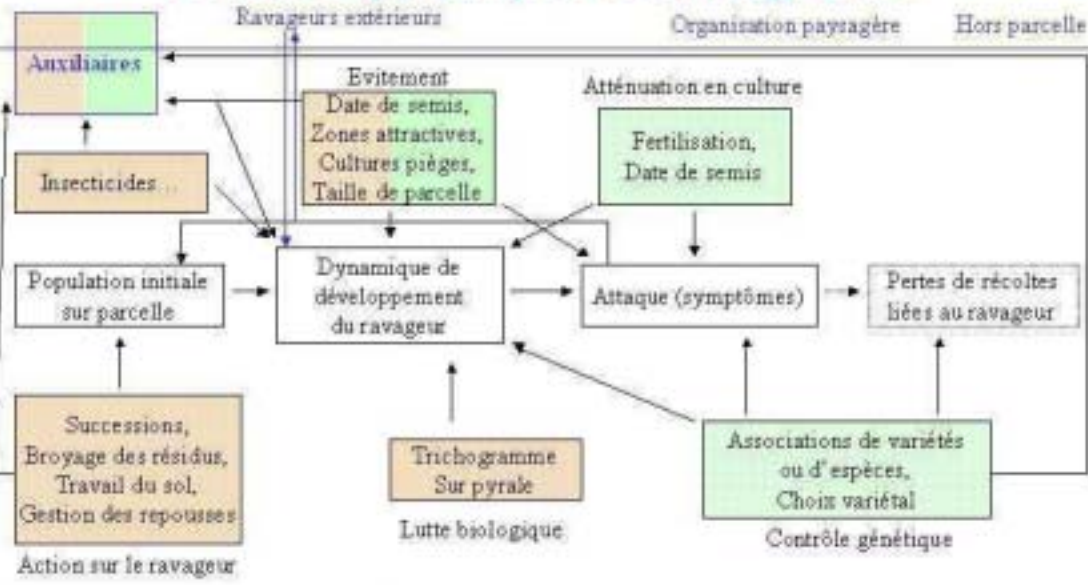 Ravageurs extérieurs
Organisation paysagère
Hors parcelle
Auxiliaires
Evitement
Date de semis,
Zones attractives,
Cultures pièges,
Taille de parcelle
Atténuation en culture
Fertilisation,
Date de semis
Insecticides...
Population initiale
sur parcelle
Dynamique de
développement
du ravageur
Attaque (symptômes)
Pertes de récoltes
liées au ravageur
Successions,
Broyage des résidus,
Travail du sol,
Gestion des repousses
Action sur le ravageur
Trichogramme
Sur pyrale
Lutte biologique
Associations de variétés
ou d'espèces,
Choix variétal
Contrôle génétique